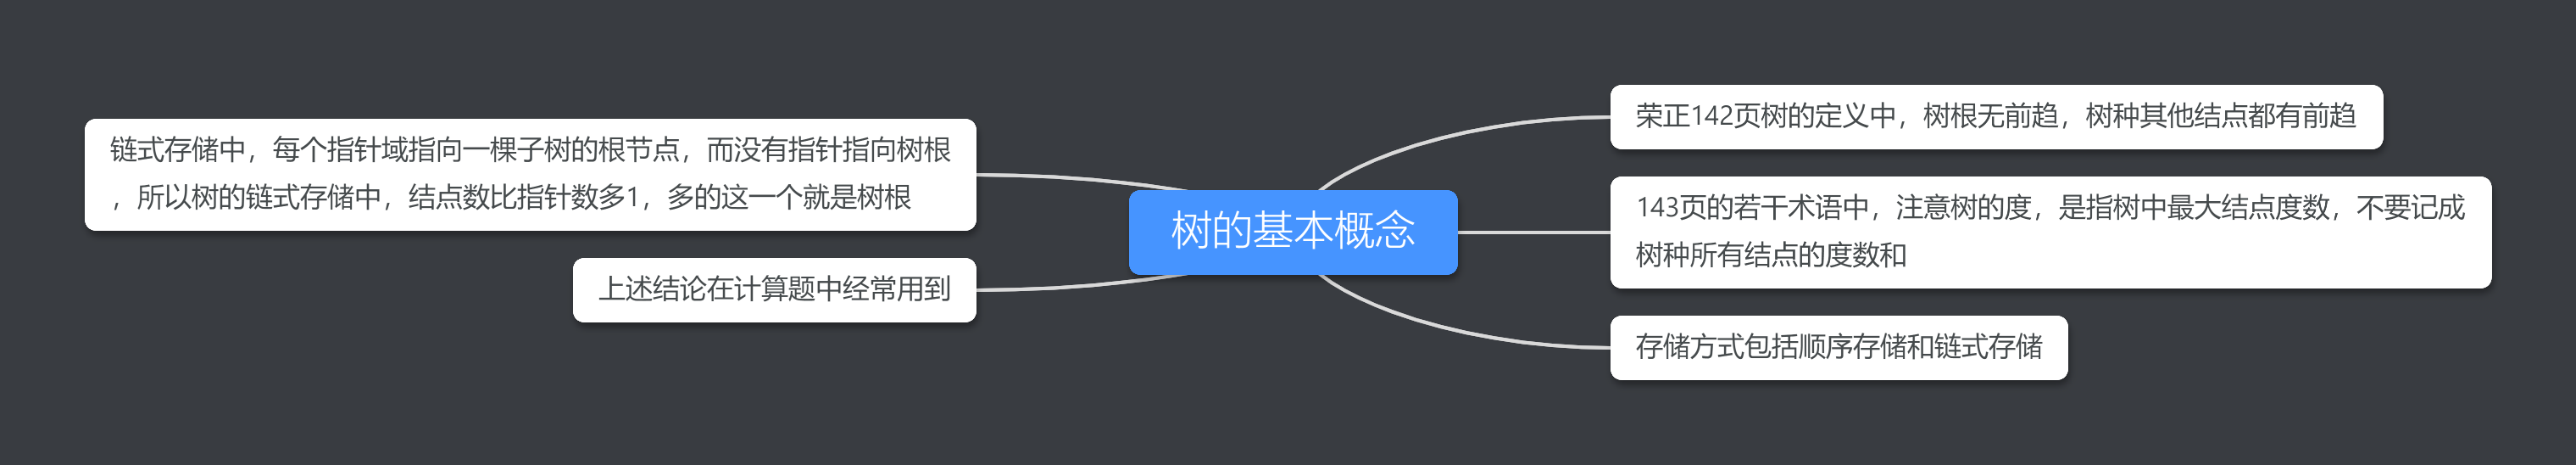 树的基本概念
荣正142页树的定义中，树根无前趋，树种其他结点都有前趋
143页的若干术语中，注意树的度，是指树中最大结点度数，不要记成
树种所有结点的度数和
存储方式包括顺序存储和链式存储
链式存储中，每个指针域指向一棵子树的根节点，而没有指针指向树根
，所以树的链式存储中，结点数比指针数多1，多的这一个就是树根
上述结论在计算题中经常用到